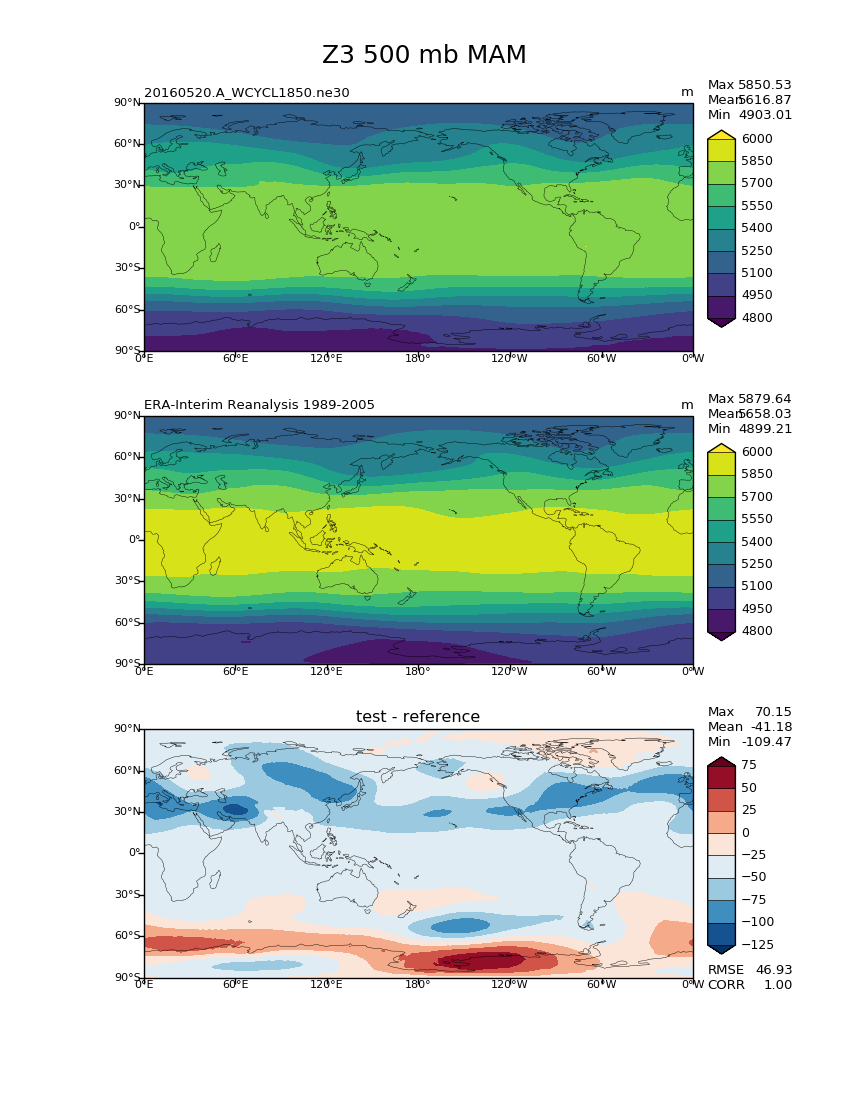 Z3 500 mb MAM
20160520.A_WCYCL1850.ne30 m
Max 5850.53
Mean 5616.87
Min 4903.01
90°N
60°N
30°N
0°
30°S
60°S
90°S
0°E 60°E 120°E 180° 120°W 60°W 0°W
6000
5850
5700
5550
5400
5250
5100
4950
4800
ERA-Interim Reanalysis 1989-2005 m
Max 5879.64
Mean 5658.03
Min 4899.21
90°N
60°N
30°N
0°
30°S
60°S
90°S
0°E 60°E 120°E 180° 120°W 60°W 0°W
6000
5850
5700
5550
5400
5250
5100
4950
4800
test - reference
Max 70.15
Mean -41.18
Min -109.47
90°N
60°N
30°N
0°
30°S
60°S
90°S
0°E 60°E 120°E 180° 120°W 60°W 0°W
75
50
25
0
−25
−50
−75
−100
−125
RMSE 46.93
CORR 1.00